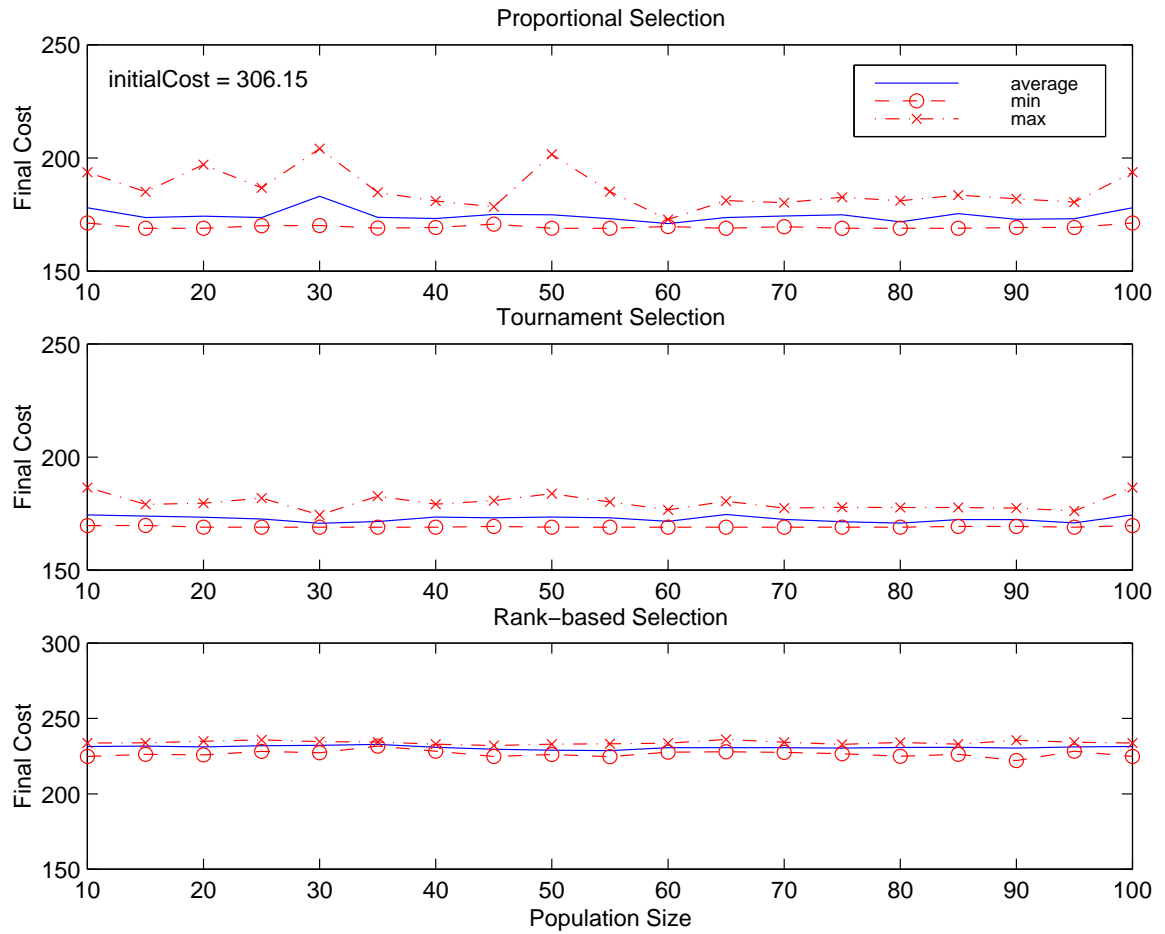 Proportional Selection
250
200
150
Final Cost
initialCost = 306.15
average
min
max
10 20 30 40 50 60 70 80 90 100
Tournament Selection
250
200
150
Final Cost
10 20 30 40 50 60 70 80 90 100
Rank−based Selection
300
250
200
150
Final Cost
10 20 30 40 50 60 70 80 90 100
Population Size